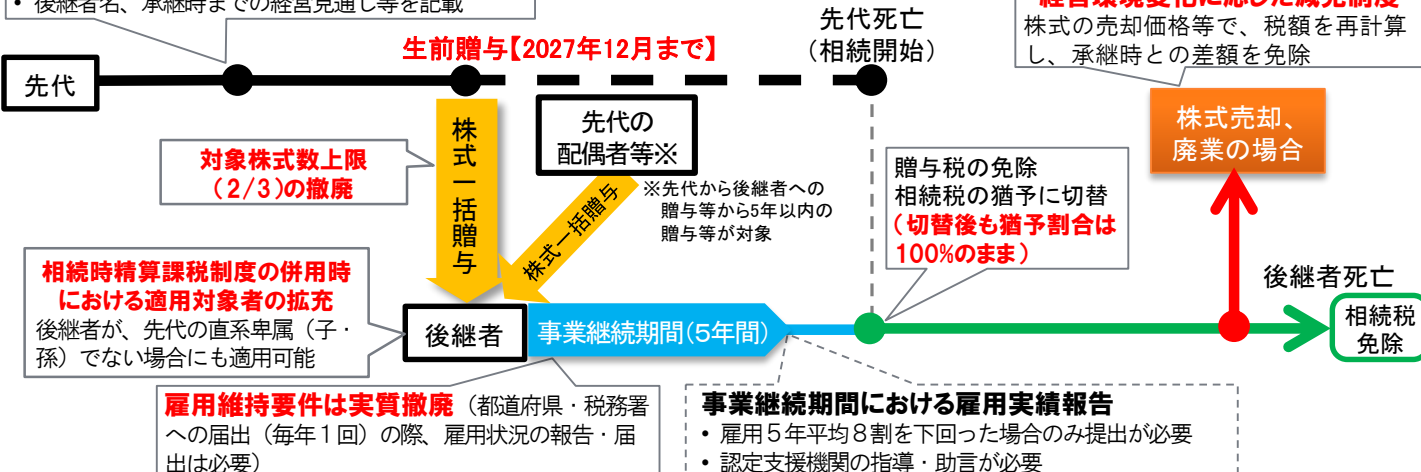 • 後継者名、承継時までの経営見通し等を記載
先代
生前贈与【2027年12月まで】
先代死亡
(相続開始)
経営環境変化に応じた減免制度
株式の売却価格等で、税額を再計算
し、承継時との差額を免除
株式売却、
廃業の場合
対象株式数上限
(2/3)の撤廃
株式一括贈与
先代の
配偶者等※
株式一括贈与
※先代から後継者への
贈与等から5年以内の
贈与等が対象
贈与税の免除
相続税の猶予に切替
(切替後も猶予割合は
100%のまま)
相続時精算課税制度の併用時
における適用対象者の拡充
後継者が、先代の直系卑属(子・
孫)でない場合にも適用可能
後継者
事業継続期間(5年間)
後継者死亡
相続税
免除
雇用維持要件は実質撤廃(都道府県・税務署
への届出(毎年1回)の際、雇用状況の報告・届
出は必要)
事業継続期間における雇用実績報告
• 雇用5年平均8割を下回った場合のみ提出が必要
• 認定支援機関の指導・助言が必要